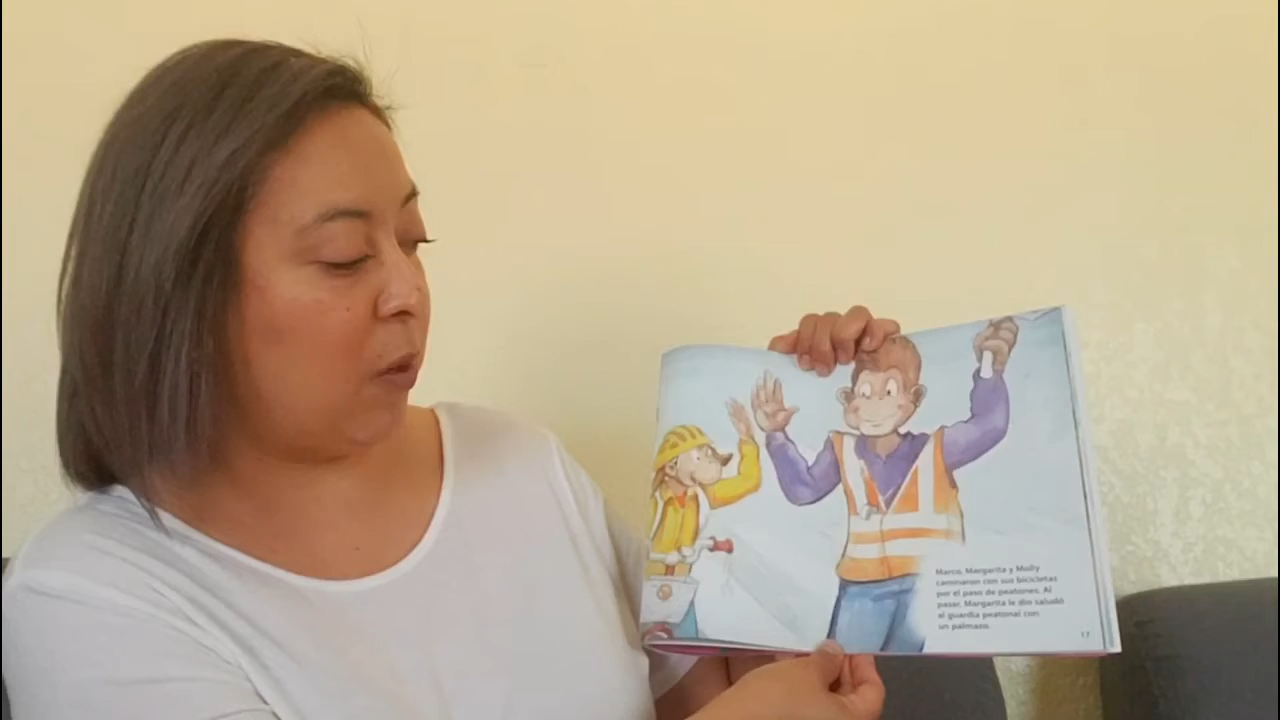 Marco, Margarita y Molly
caminaron con sus bicicletas
por el paso de peatones. Al
pasar, Margarita le dio saludó
al guardia peatonal con
un palmazo.
17